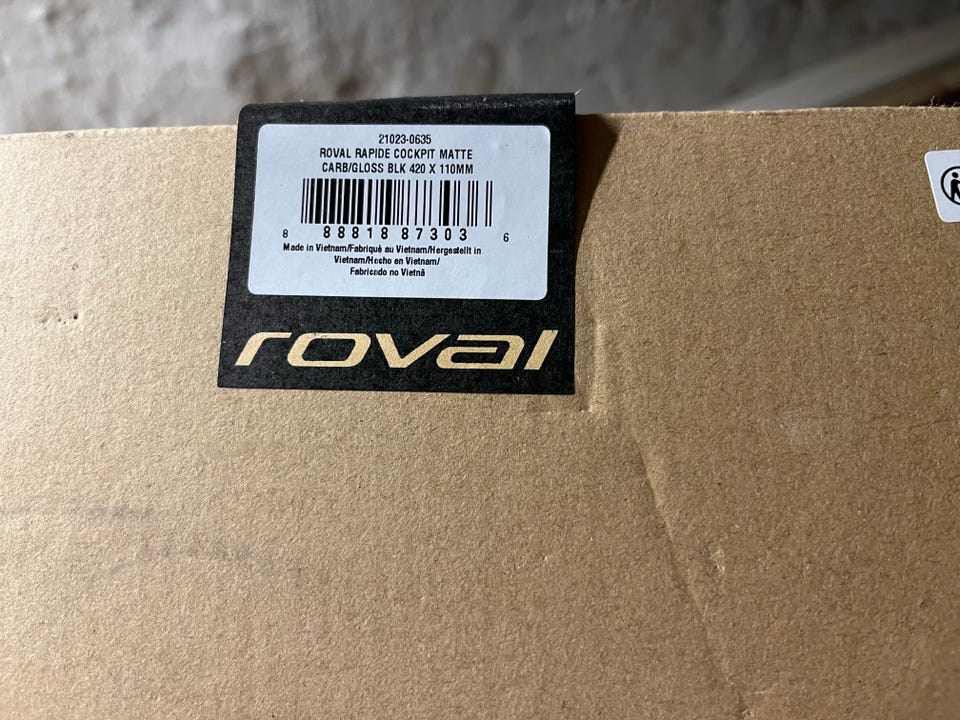 21023-0635
ROVAL RAPIDE COCKPIT MATTE
CARB/GLOSS BLK 420 X 110MM
8 88818 87303 6
Made in Vietnam/Fabriqué au Vietnam/Hergestellt in
Vietnam/Hecho en Vietnam/
Fabricado no Vietnã
roval